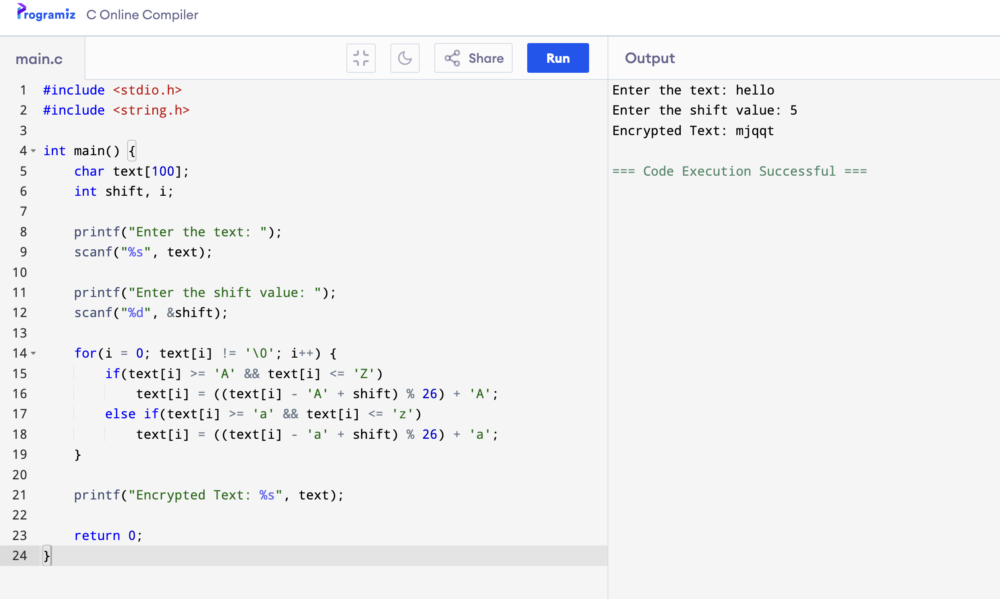 Programiz C Online Compiler
main.c Share Run Output
1 #include <stdio.h>
2 #include <string.h>
3
4 int main() {
5     char text[100];
6     int shift, i;
7
8     printf("Enter the text: ");
9     scanf("%s", text);
10
11     printf("Enter the shift value: ");
12     scanf("%d", &shift);
13
14     for(i = 0; text[i] != '\0'; i++) {
15         if(text[i] >= 'A' && text[i] <= 'Z')
16             text[i] = ((text[i] - 'A' + shift) % 26) + 'A';
17         else if(text[i] >= 'a' && text[i] <= 'z')
18             text[i] = ((text[i] - 'a' + shift) % 26) + 'a';
19     }
20
21     printf("Encrypted Text: %s", text);
22
23     return 0;
24 }
Enter the text: hello
Enter the shift value: 5
Encrypted Text: mjqqt
=== Code Execution Successful ===